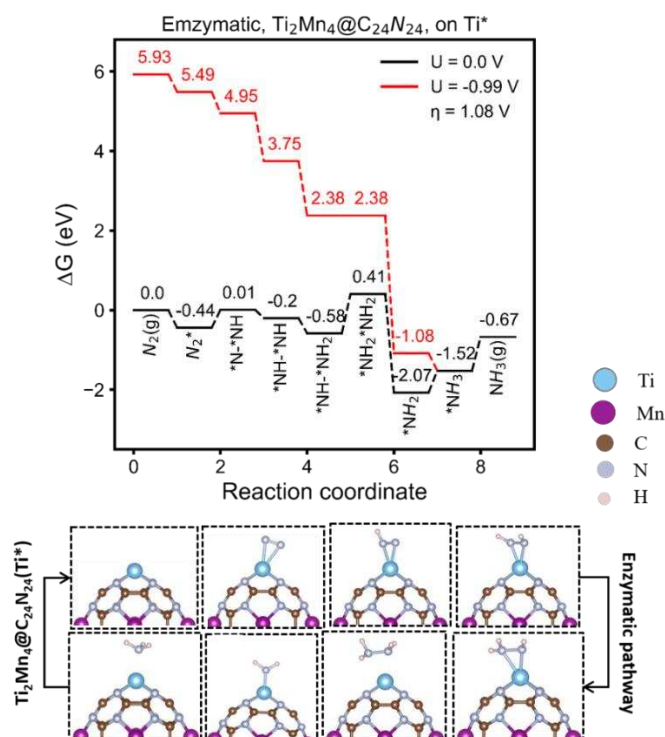 Emzymatic, Ti₂Mn₄@C₂₄N₂₄, on Ti*
U = 0.0 V
U = -0.99 V
η = 1.08 V
ΔG (eV)
6
4
2
0
−2
5.93
5.49
4.95
3.75
2.38
2.38
-1.08
0.0
-0.44
0.01
-0.2
-0.58
0.41
-2.07
-1.52
-0.67
N₂(g)
N₂*
*N-*NH
*NH-*NH
*NH-*NH₂
*NH₂*NH₂
*NH₂
*NH₃
NH₃(g)
0 2 4 6 8
Reaction coordinate
Ti
Mn
C
N
H
Ti₂Mn₄@C₂₄N₂₄(Ti*)
Enzymatic pathway